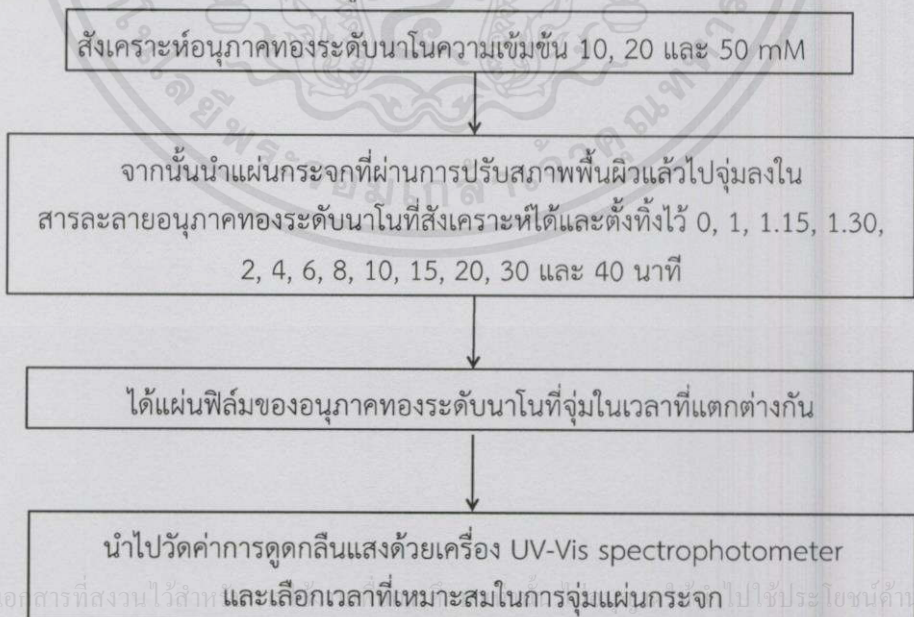 สังเคราะห์อนุภาคทองระดับนาโนความเข้มข้น 10, 20 และ 50 mM
จากนั้นนำแผ่นกระจกที่ผ่านการปรับสภาพพื้นผิวแล้วไปจุ่มลงใน
สารละลายอนุภาคทองระดับนาโนที่สังเคราะห์ได้และตั้งทิ้งไว้ 0, 1, 1.15, 1.30,
2, 4, 6, 8, 10, 15, 20, 30 และ 40 นาที
ได้แผ่นฟิล์มของอนุภาคทองระดับนาโนที่จุ่มในเวลาที่แตกต่างกัน
นำไปวัดค่าการดูดกลืนแสงด้วยเครื่อง UV-Vis spectrophotometer
และเลือกเวลาที่เหมาะสมในการจุ่มแผ่นกระจก